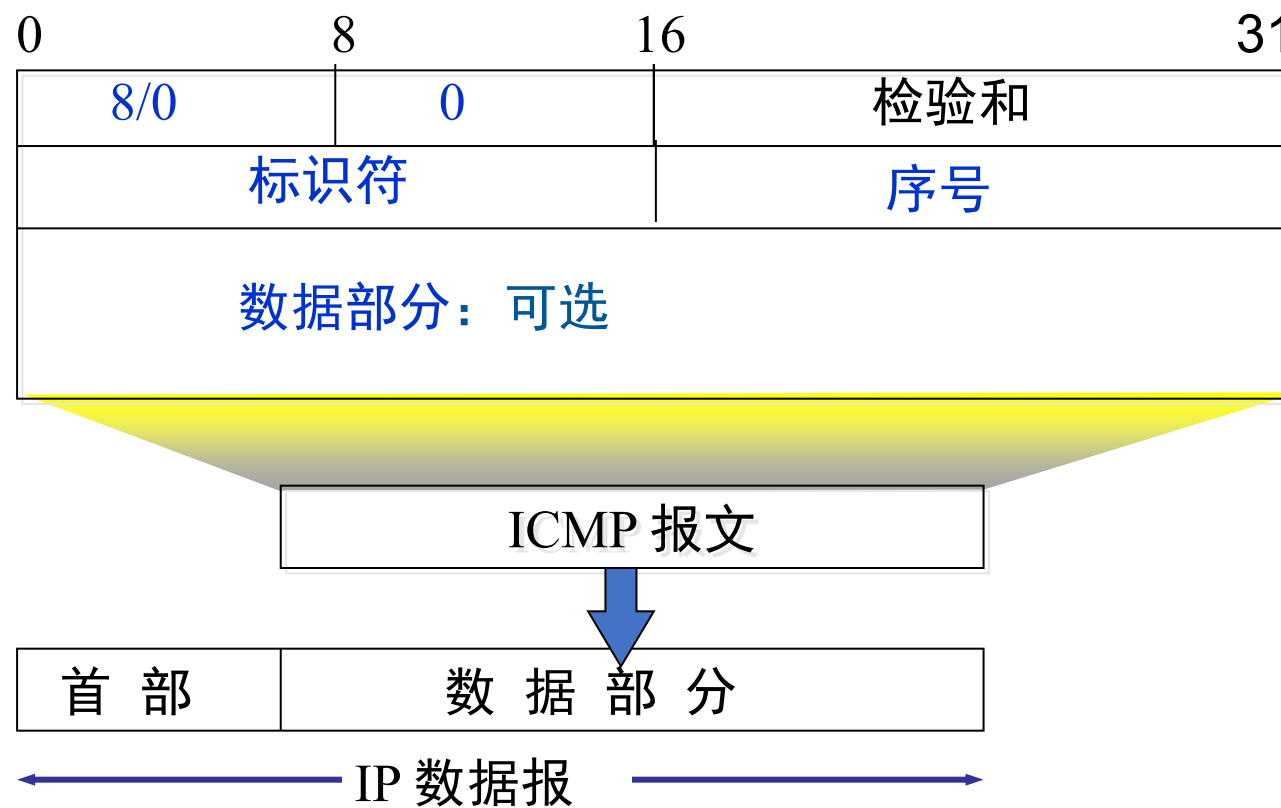 0 8 16 31
8/0 0 检验和
标识符 序号
数据部分：可选
ICMP 报文
首 部 数 据 部 分
IP 数据报